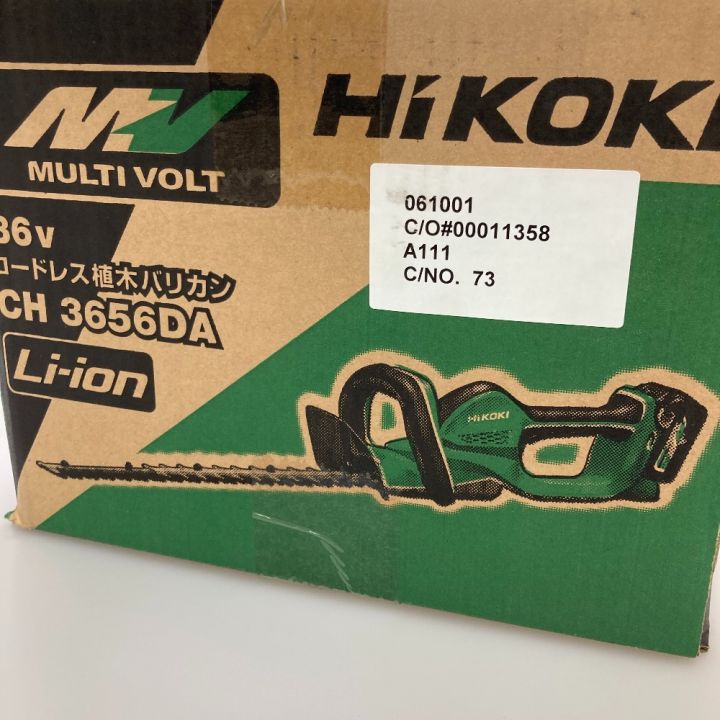 MV
MULTI VOLT
HiKOKI
36v
コードレス植木バリカン
CH 3656DA
Li-ion
061001
C/O#00011358
A111
C/NO. 73
HiKOKI